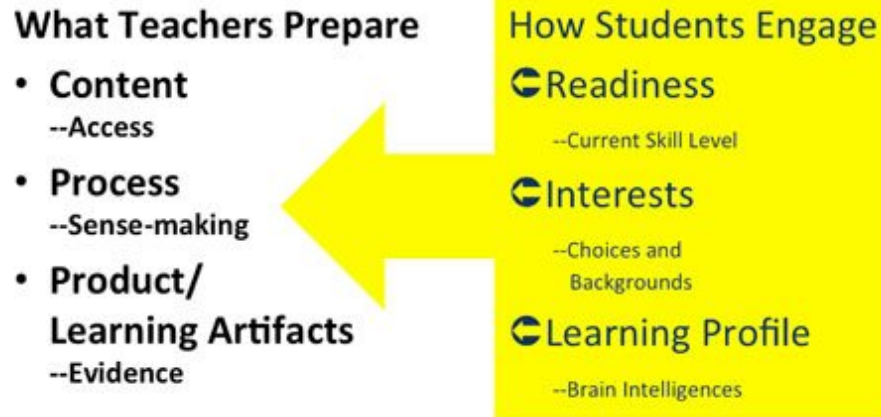 What Teachers Prepare
• Content
--Access
• Process
--Sense-making
• Product/
Learning Artifacts
--Evidence
How Students Engage
Readiness
--Current Skill Level
Interests
--Choices and
Backgrounds
Learning Profile
--Brain Intelligences